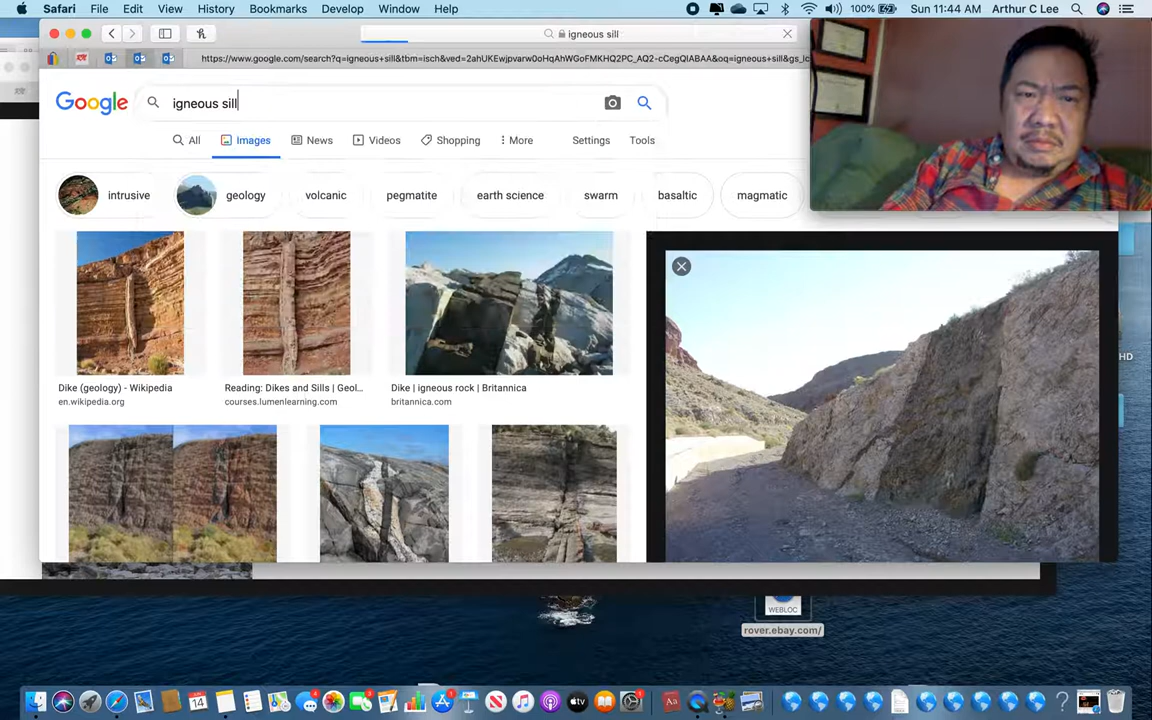 Safari File Edit View History Bookmarks Develop Window Help 100% Sun 11:44 AM Arthur C Lee
igneous sill
https://www.google.com/search?q=igneous+sill&tbm=isch&ved=2ahUKEwjpvarw0oHqAhWGoFMKHQ2PC_AQ2-cCegQIABAA&oq=igneous+sill&gs_lc
Google igneous sill
All Images News Videos Shopping More Settings Tools
intrusive geology volcanic pegmatite earth science swarm basaltic magmatic
Dike (geology) - Wikipedia
en.wikipedia.org
Reading: Dikes and Sills | Geol...
courses.lumenlearning.com
Dike | igneous rock | Britannica
britannica.com
HD
WEBLOC
rover.ebay.com/